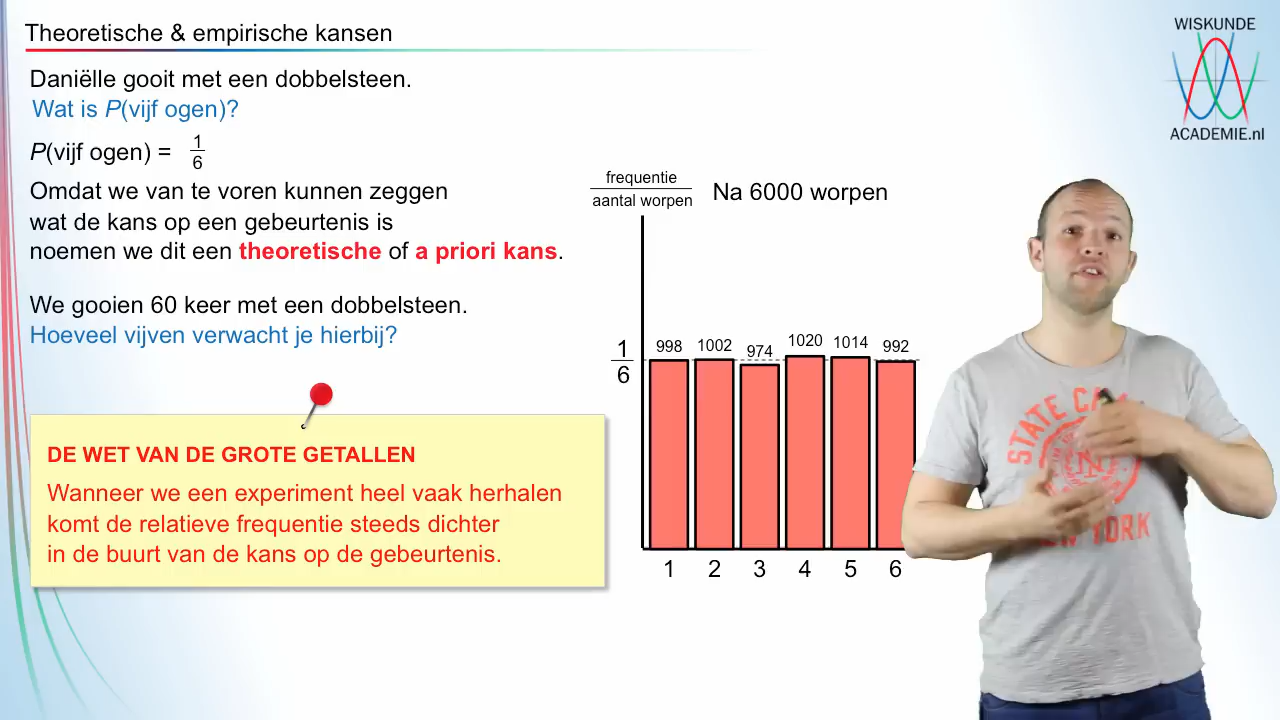 Theoretische & empirische kansen
WISKUNDE
ACADEMIE.nl
Daniëlle gooit met een dobbelsteen.
Wat is P(vijf ogen)?
P(vijf ogen) = 1/6
Omdat we van te voren kunnen zeggen
wat de kans op een gebeurtenis is
noemen we dit een theoretische of a priori kans.
We gooien 60 keer met een dobbelsteen.
Hoeveel vijven verwacht je hierbij?
DE WET VAN DE GROTE GETALLEN
Wanneer we een experiment heel vaak herhalen
komt de relatieve frequentie steeds dichter
in de buurt van de kans op de gebeurtenis.
frequentie
aantal worpen
Na 6000 worpen
1/6
998 1002 974 1020 1014 992
1 2 3 4 5 6
STATE CA
NEW YORK